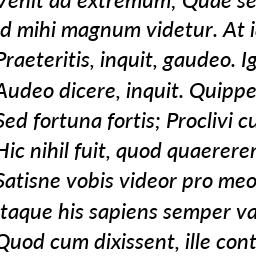 Venit ad extremum; Quae se
d mihi magnum videtur. At i
Praeteritis, inquit, gaudeo. Ig
Audeo dicere, inquit. Quippe
Sed fortuna fortis; Proclivi cu
Hic nihil fuit, quod quaererer
Satisne vobis videor pro meo
taque his sapiens semper va
Quod cum dixissent, ille cont